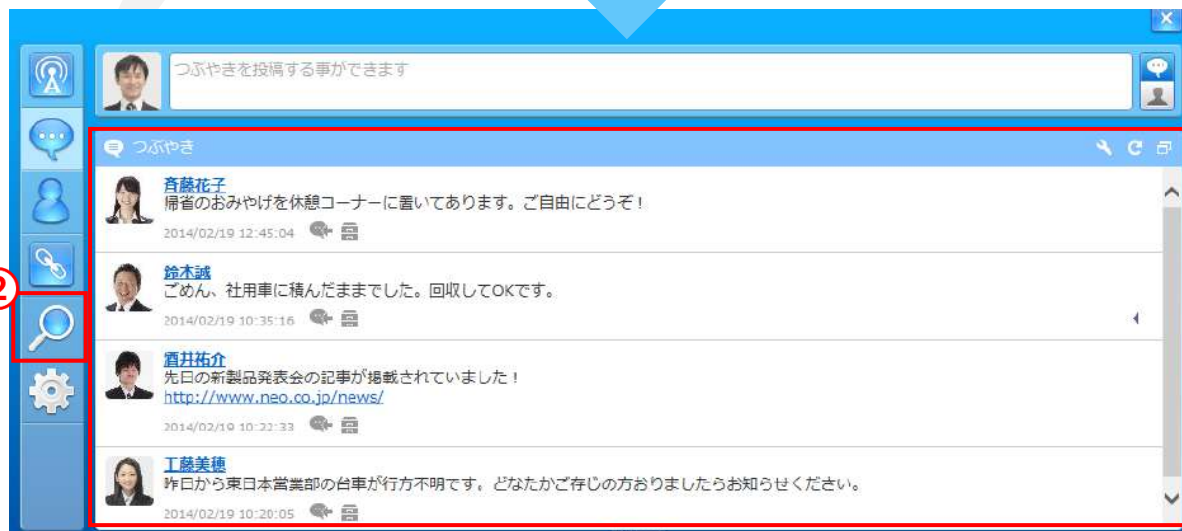 つぶやきを投稿する事ができます
つぶやき
斉藤花子
帰省のおみやげを休憩コーナーに置いてあります。ご自由にどうぞ！
2014/02/19 12:45:04
2
鈴木誠
ごめん、社用車に積んだままでした。回収してOKです。
2014/02/19 10:35:16
酒井祐介
先日の新製品発表会の記事が掲載されていました！
http://www.neo.co.jp/news/
2014/02/19 10:22:33
工藤美穂
昨日から東日本営業部の台車が行方不明です。どなたかご存じの方おりましたらお知らせください。
2014/02/19 10:20:05